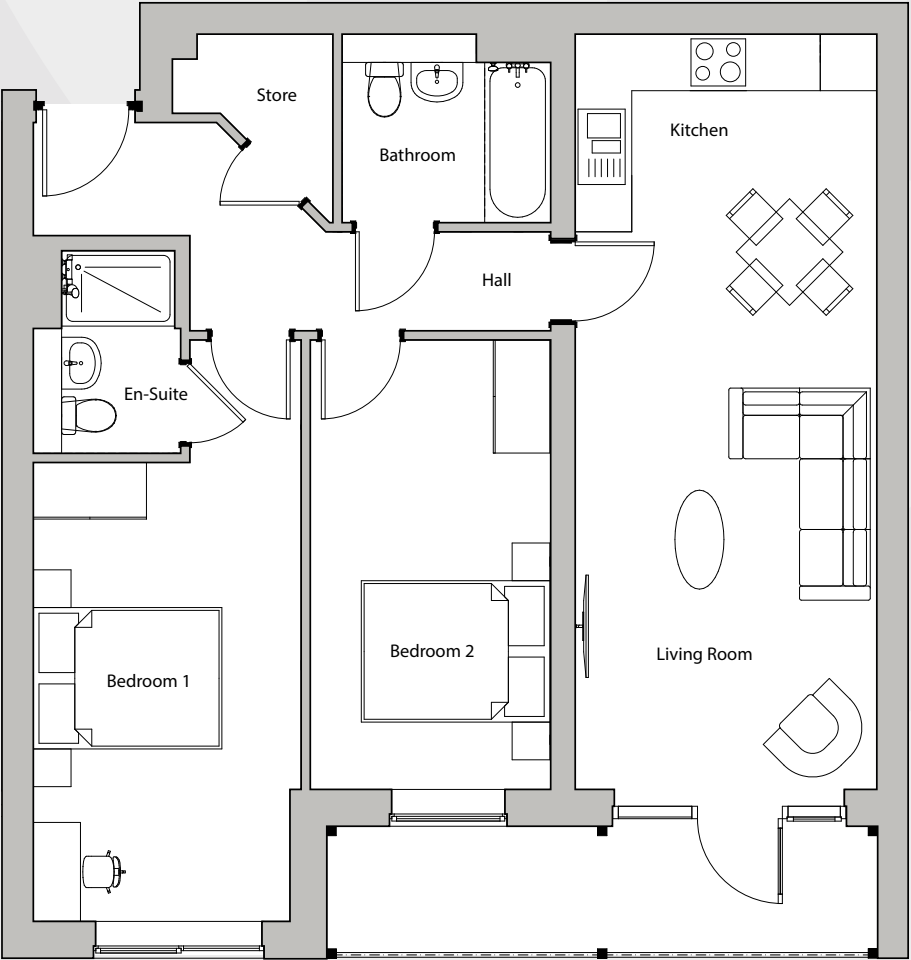 Store
Kitchen
Bathroom
Hall
En-Suite
Bedroom 2
Living Room
Bedroom 1